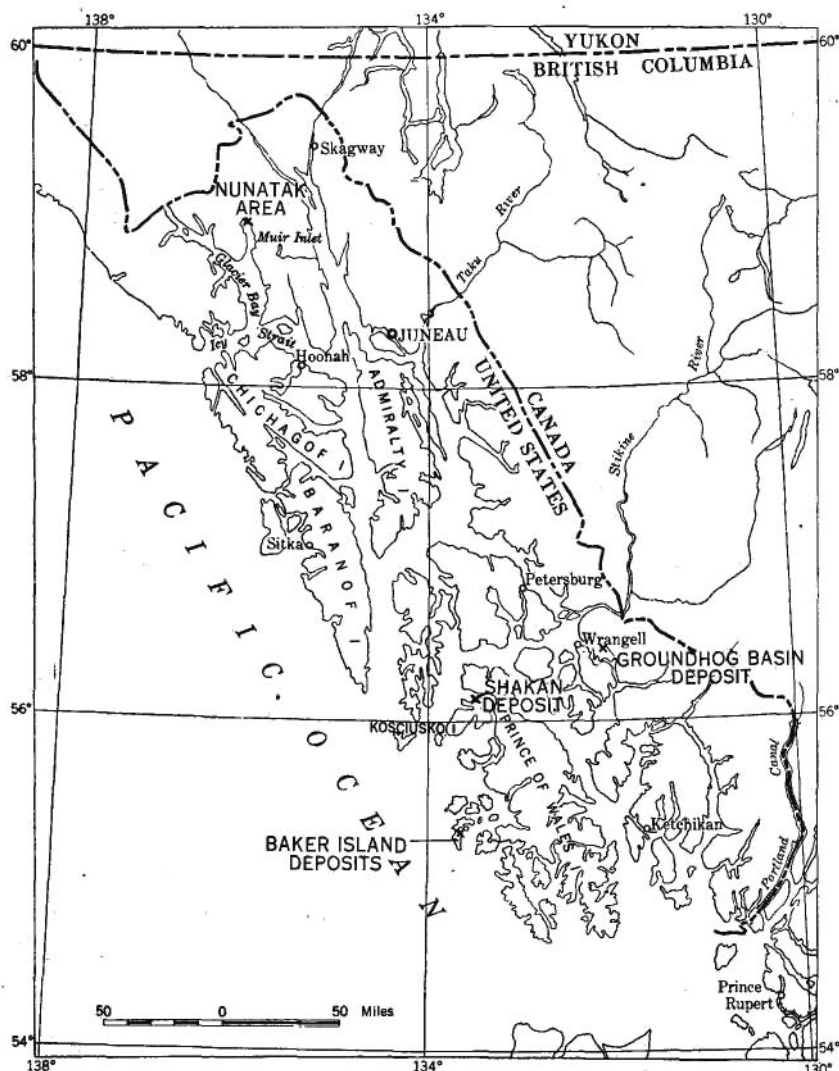 138°
134°
130°
60°
60°
YUKON
BRITISH COLUMBIA
Skagway
NUNATAK
AREA
Muir Inlet
River
Taku
Glacier Bay
Icy
Strait
Hoonah
JUNEAU
58°
58°
CHICHAGOF I
ADMIRALTY I
CANADA
UNITED STATES
River
Stikine
BARANOF I
Sitka
PACIFIC OCEAN
Petersburg
Wrangell
GROUNDHOG BASIN
DEPOSIT
SHAKAN
DEPOSIT
56°
56°
KOSCIUSKO I
PRINCE OF WALES
Canal
Portland
Ketchikan
BAKER ISLAND
DEPOSITS
Prince
Rupert
50 0 50 Miles
54°
54°
138°
134°
130°